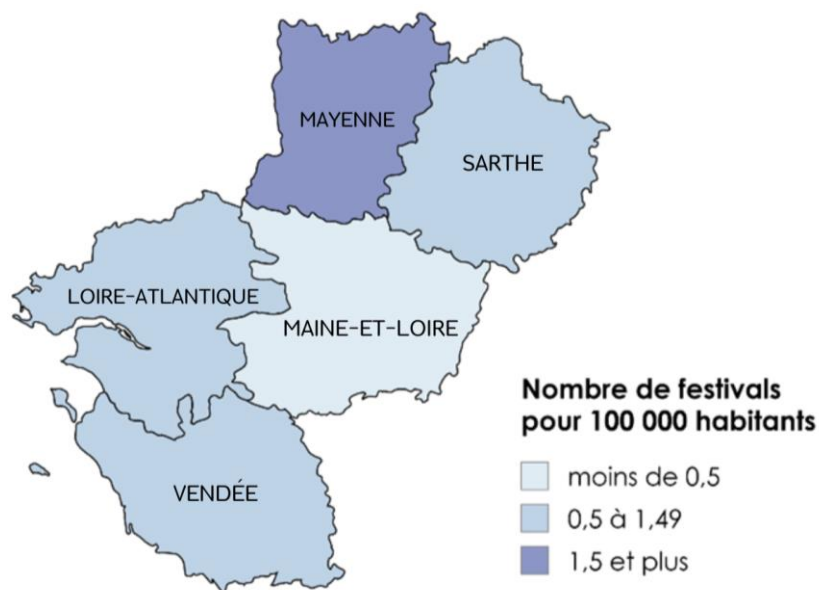 MAYENNE
SARTHE
LOIRE-ATLANTIQUE
MAINE-ET-LOIRE
VENDÉE
Nombre de festivals
pour 100 000 habitants
moins de 0,5
0,5 à 1,49
1,5 et plus